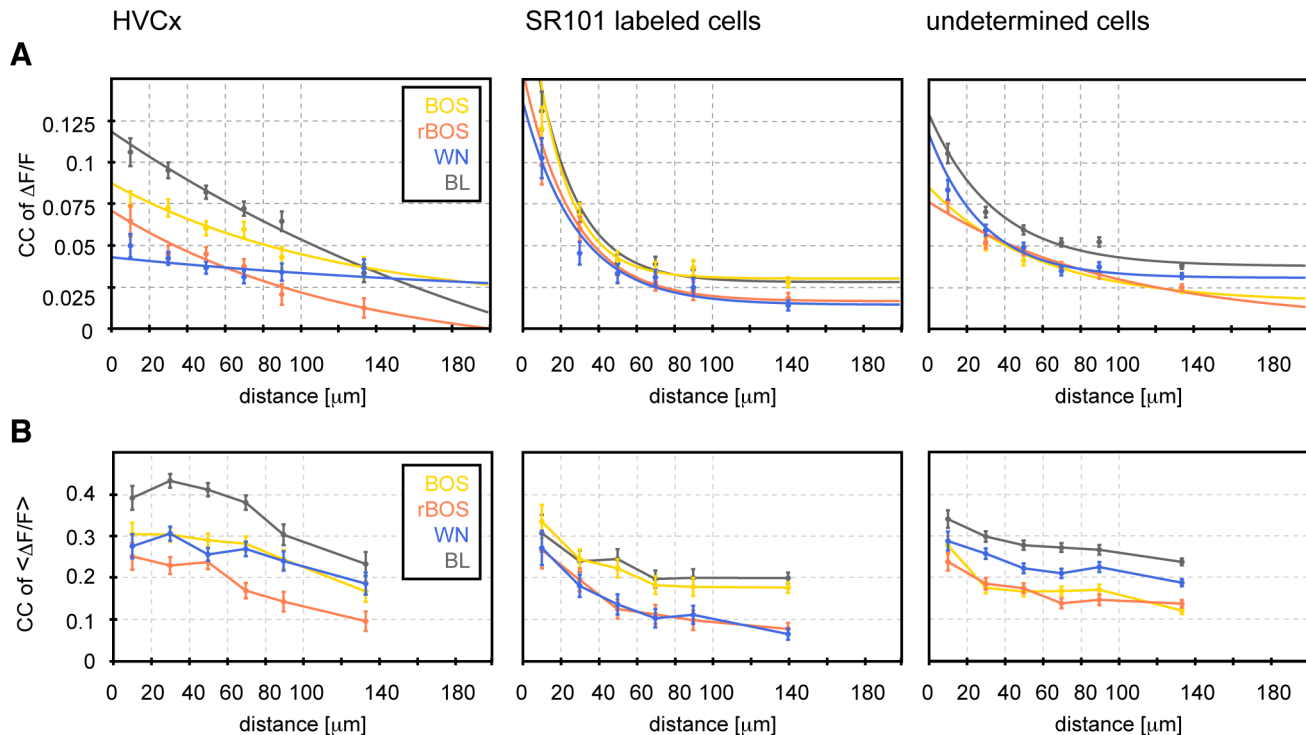 HVCx
SR101 labeled cells
undetermined cells
A
CC of ΔF/F
0.125
0.1
0.075
0.05
0.025
0
BOS
rBOS
WN
BL
0 20 40 60 80 100 140 180
0 20 40 60 80 100 140 180
0 20 40 60 80 100 140 180
distance [μm]
distance [μm]
distance [μm]
B
CC of <ΔF/F>
0.4
0.3
0.2
0.1
0
BOS
rBOS
WN
BL
0 20 40 60 80 100 140 180
0 20 40 60 80 100 140 180
0 20 40 60 80 100 140 180
distance [μm]
distance [μm]
distance [μm]